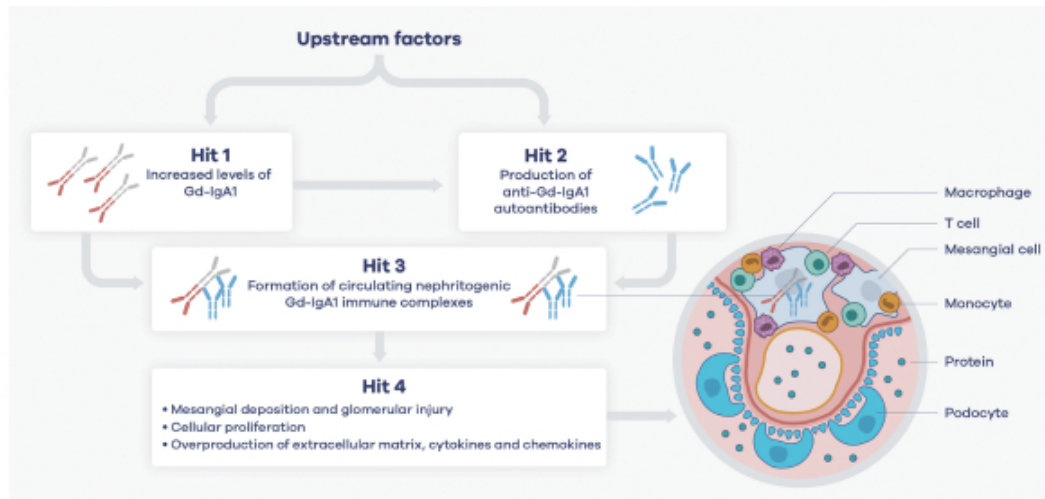 Upstream factors
Hit 1
Increased levels of
Gd-IgA1
Hit 2
Production of
anti-Gd-IgA1
autoantibodies
Hit 3
Formation of circulating nephritogenic
Gd-IgA1 immune complexes
Hit 4
• Mesangial deposition and glomerular injury
• Cellular proliferation
• Overproduction of extracellular matrix, cytokines and chemokines
Macrophage
T cell
Mesangial cell
Monocyte
Protein
Podocyte